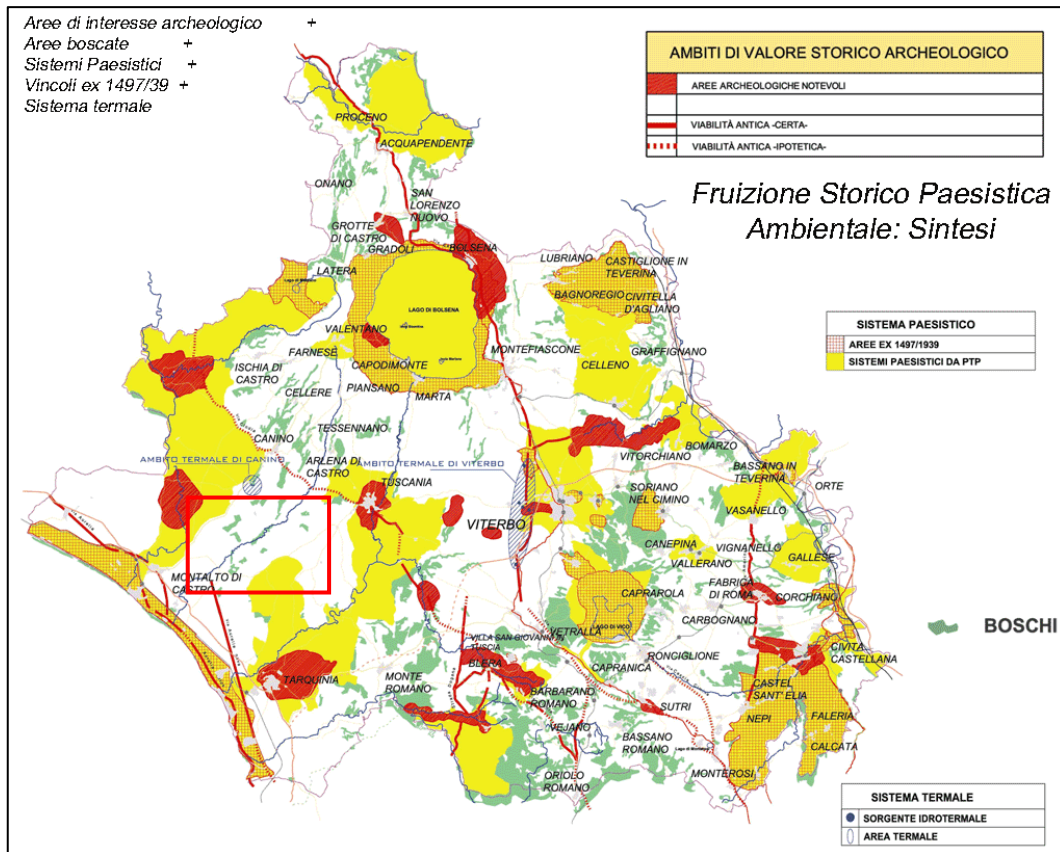 Aree di interesse archeologico +
Aree boscate +
Sistemi Paesistici +
Vincoli ex 1497/39 +
Sistema termale
AMBITI DI VALORE STORICO ARCHEOLOGICO
AREE ARCHEOLOGICHE NOTEVOLI
VIABILITÀ ANTICA -CERTA-
VIABILITÀ ANTICA -IPOTETICA-
Fruizione Storico Paesistica
Ambientale: Sintesi
SISTEMA PAESISTICO
AREE EX 1497/1939
SISTEMI PAESISTICI DA PTP
PROCENO
ACQUAPENDENTE
ONANO
SAN
LORENZO
NUOVO
GROTTE
DI CASTRO
GRADOLI
BOLSENA
LATERA
LUBRIANO
CASTIGLIONE IN
TEVERINA
BAGNOREGIO
CIVITELLA
D'AGLIANO
LAGO DI BOLSENA
VALENTANO
FARNESE
MONTEFIASCONE
GRAFFIGNANO
CELLENO
ISCHIA DI
CASTRO
CAPODIMONTE
PIANSANO
MARTA
CELLERE
TESSENNANO
CANINO
VITORCHIANO
BOMARZO
AMBITO TERMALE DI CANINO
ARLENA DI
CASTRO
AMBITO TERMALE DI VITERBO
TUSCANIA
BASSANO IN
TEVERINA
ORTE
SORIANO
NEL CIMINO
VASANELLO
VITERBO
CANEPINA
VIGNANELLO
VALLERANO
GALLESE
MONTALTO DI
CASTRO
CAPRAROLA
FABRICA
DI ROMA
CORCHIANO
CARBOGNANO
LAGO DI VICO
VETRALLA
BOSCHI
VILLA SAN GIOVANNI IN
TUSCIA
BLERA
RONCIGLIONE
CIVITA
CASTELLANA
CAPRANICA
TARQUINIA
MONTE
ROMANO
BARBARANO
ROMANO
CASTEL
SANT' ELIA
SUTRI
NEPI
FALERIA
VEJANO
BASSANO
ROMANO
CALCATA
ORIOLO
ROMANO
MONTEROSI
SISTEMA TERMALE
SORGENTE IDROTERMALE
AREA TERMALE